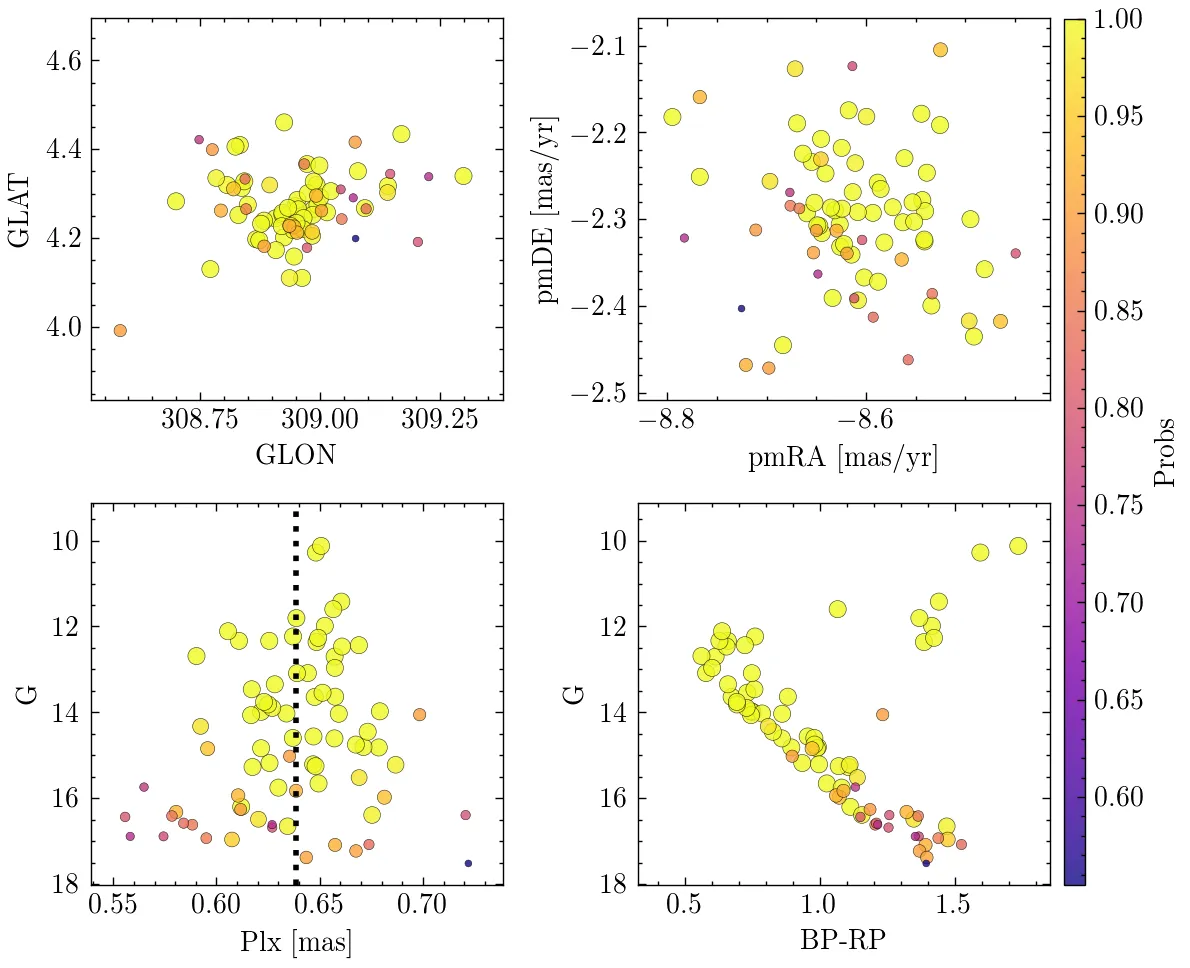 4.6
4.4
4.2
4.0
GLAT
308.75 309.00 309.25
GLON
−2.1
−2.2
−2.3
−2.4
−2.5
pmDE [mas/yr]
−8.8 −8.6
pmRA [mas/yr]
10
12
14
16
18
G
0.55 0.60 0.65 0.70
Plx [mas]
10
12
14
16
18
G
0.5 1.0 1.5
BP-RP
1.00
0.95
0.90
0.85
0.80
0.75
0.70
0.65
0.60
Probs